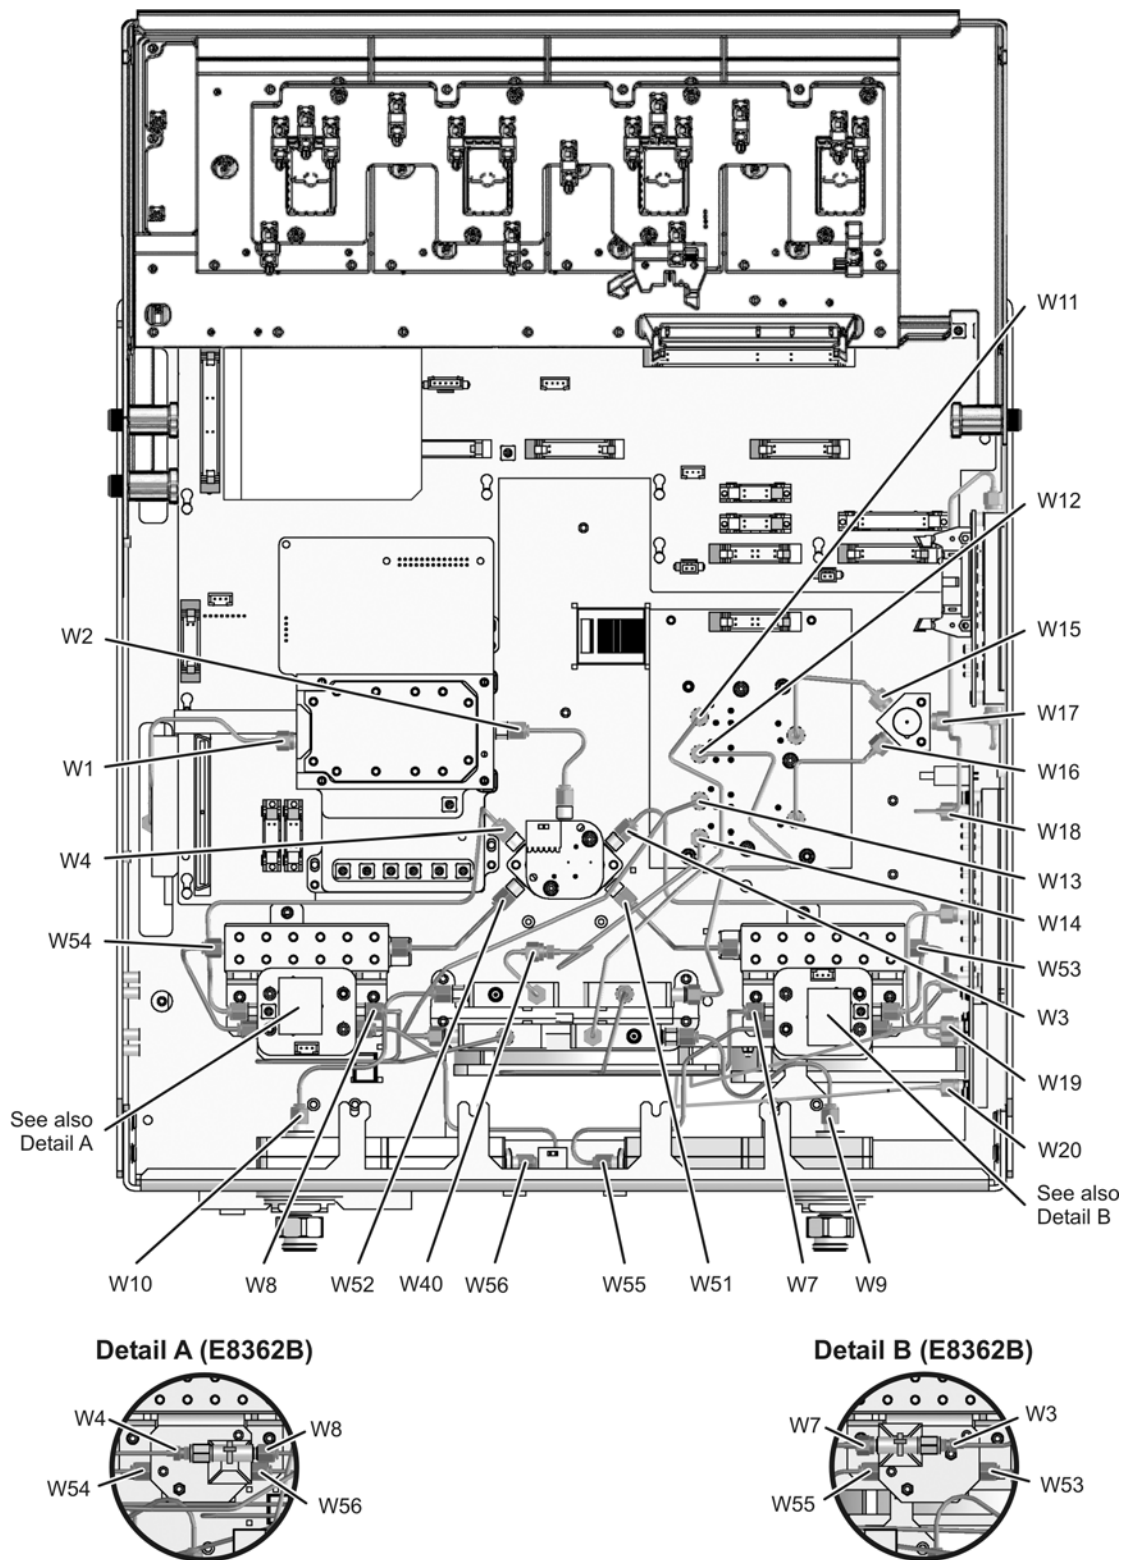 W11
W12
W2
W15
W17
W1
W16
W18
W4
W13
W14
W54
W53
W3
W19
See also
Detail A
W20
See also
Detail B
W10
W8
W52
W40
W56
W55
W51
W7
W9
Detail A (E8362B)
Detail B (E8362B)
W4
W8
W54
W56
W7
W3
W55
W53